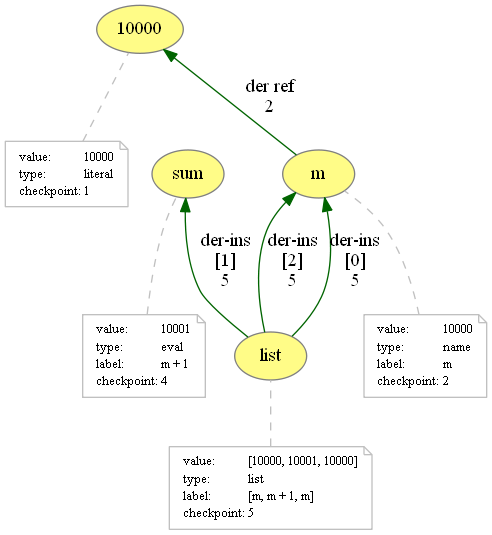 10000
der ref
2
value: 10000
type: literal
checkpoint: 1
sum
m
der-ins
[1]
5
der-ins
[2]
5
der-ins
[0]
5
value: 10001
type: eval
label: m + 1
checkpoint: 4
list
value: 10000
type: name
label: m
checkpoint: 2
value: [10000, 10001, 10000]
type: list
label: [m, m + 1, m]
checkpoint: 5